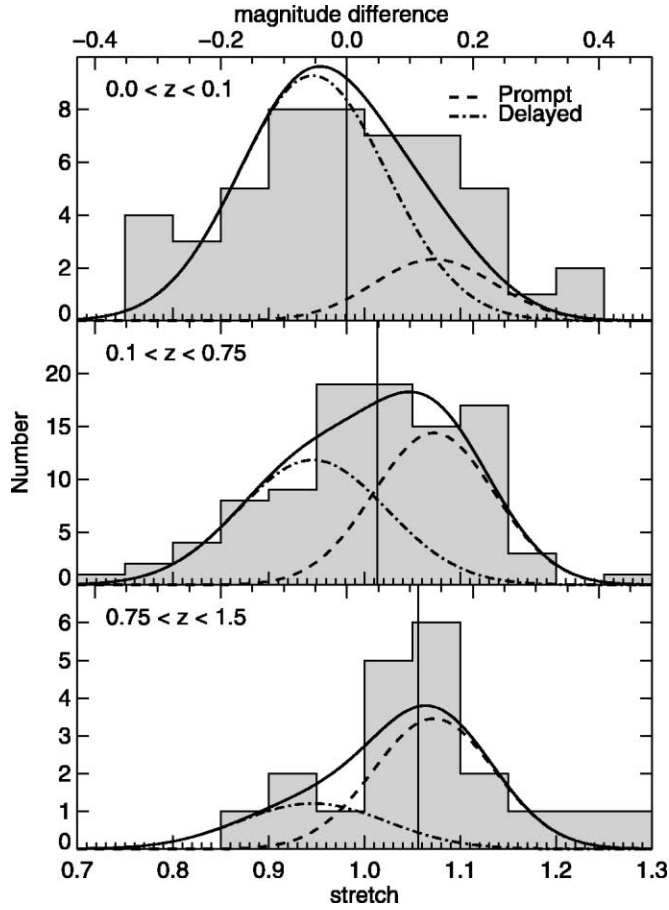 magnitude difference
−0.4 −0.2 0.0 0.2 0.4
0.0 < z < 0.1
Prompt
Delayed
8
6
4
2
0
0.1 < z < 0.75
20
15
10
5
0
Number
0.75 < z < 1.5
6
5
4
3
2
1
0
0.7 0.8 0.9 1.0 1.1 1.2 1.3
stretch